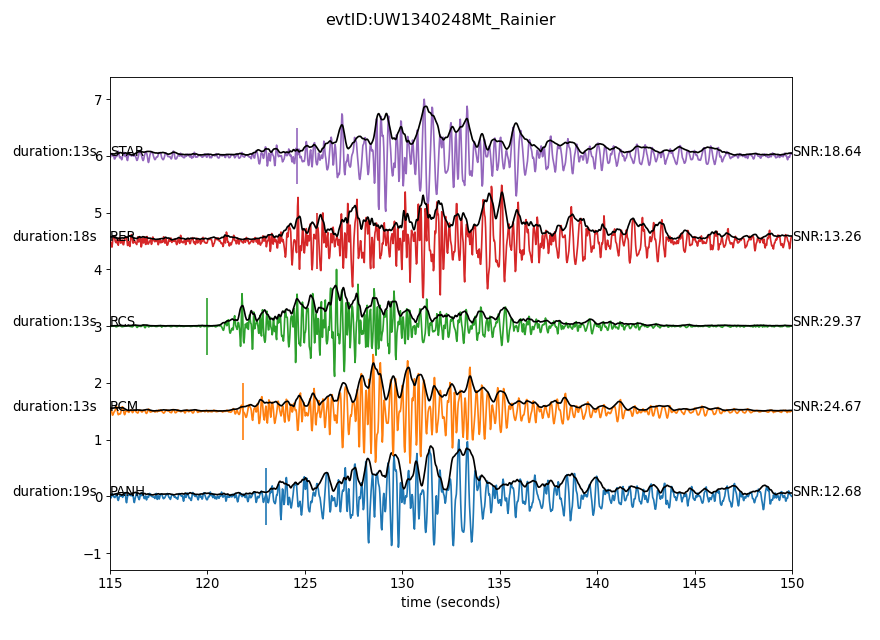 evtID:UW1340248Mt_Rainier
7
duration:13s STAR SNR:18.64
6
5
duration:18s RER SNR:13.26
4
duration:13s RCS SNR:29.37
3
2
duration:13s RCM SNR:24.67
1
duration:19s PANH SNR:12.68
0
−1
115 120 125 130 135 140 145 150
time (seconds)